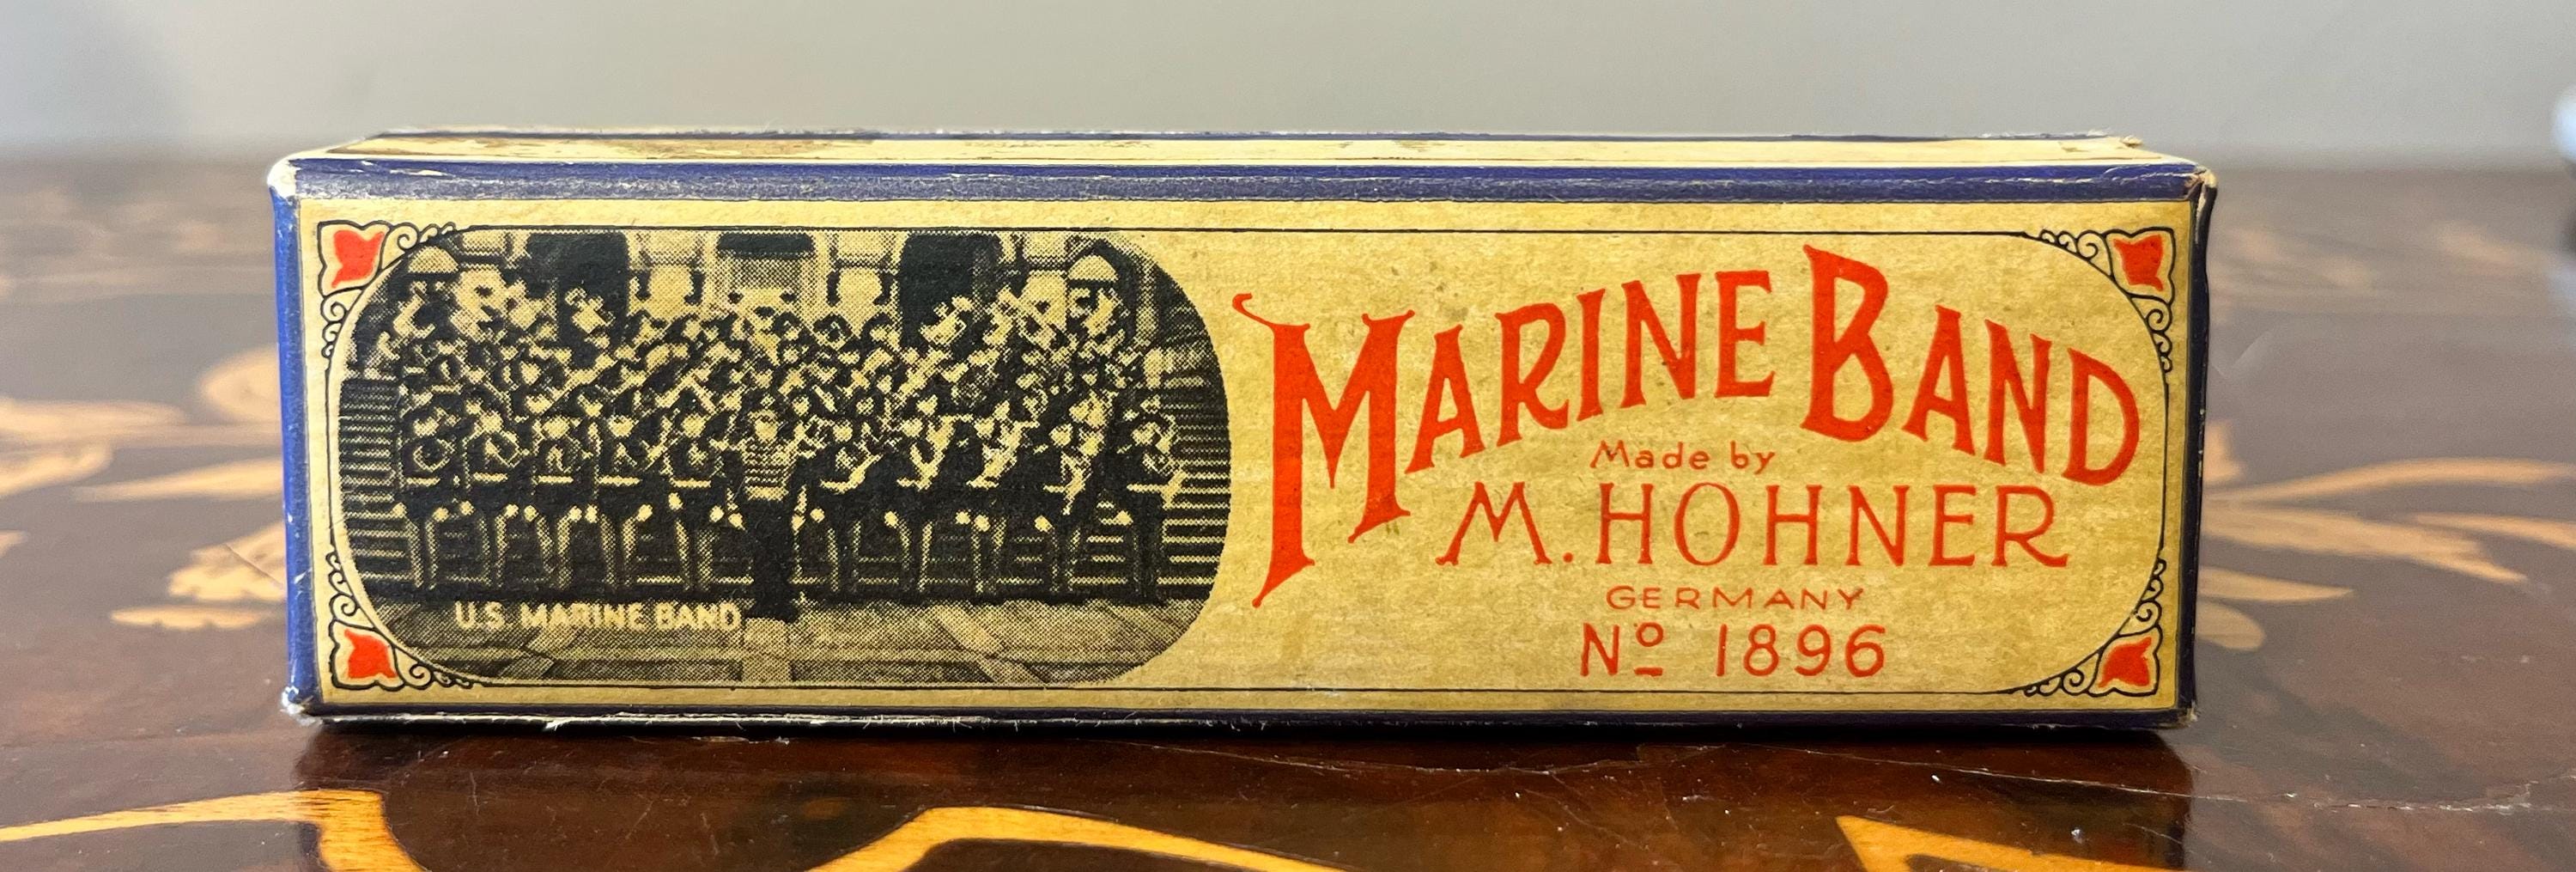 U.S. MARINE BAND
MARINE BAND
Made by
M. HOHNER
GERMANY
Nº 1896